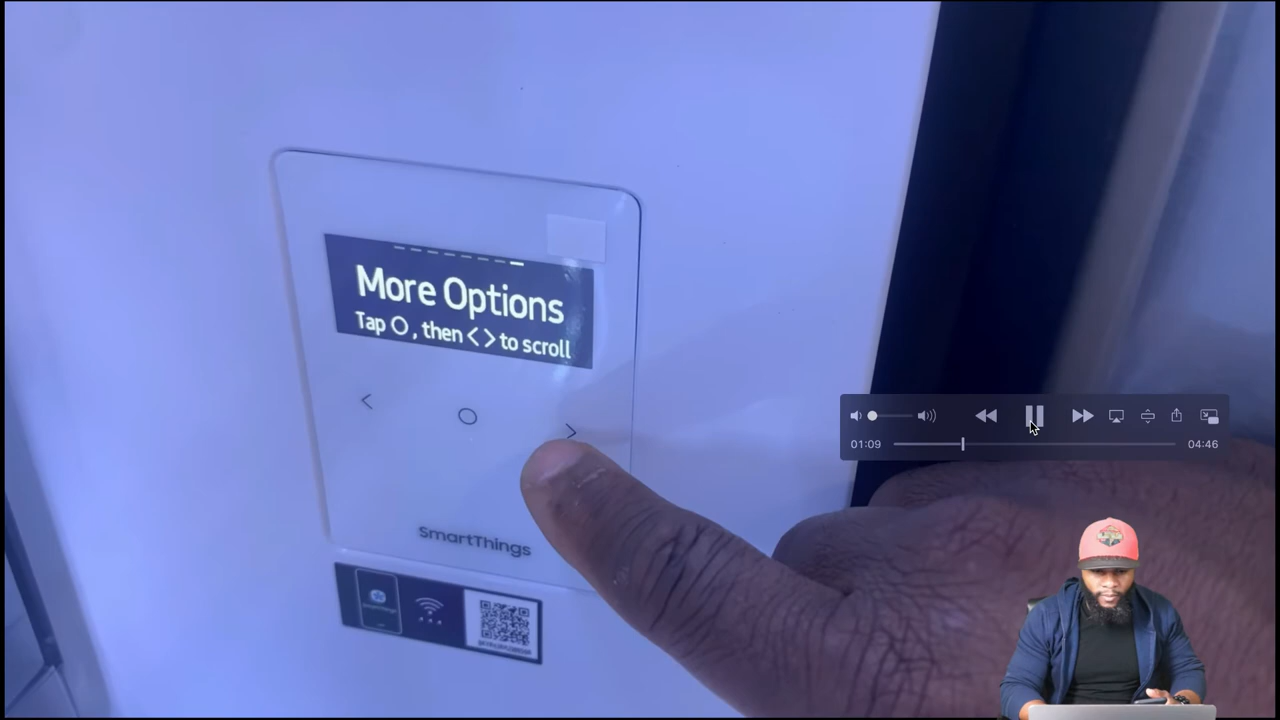 More Options
Tap ○, then < > to scroll
< ○ >
SmartThings
01:09
04:46